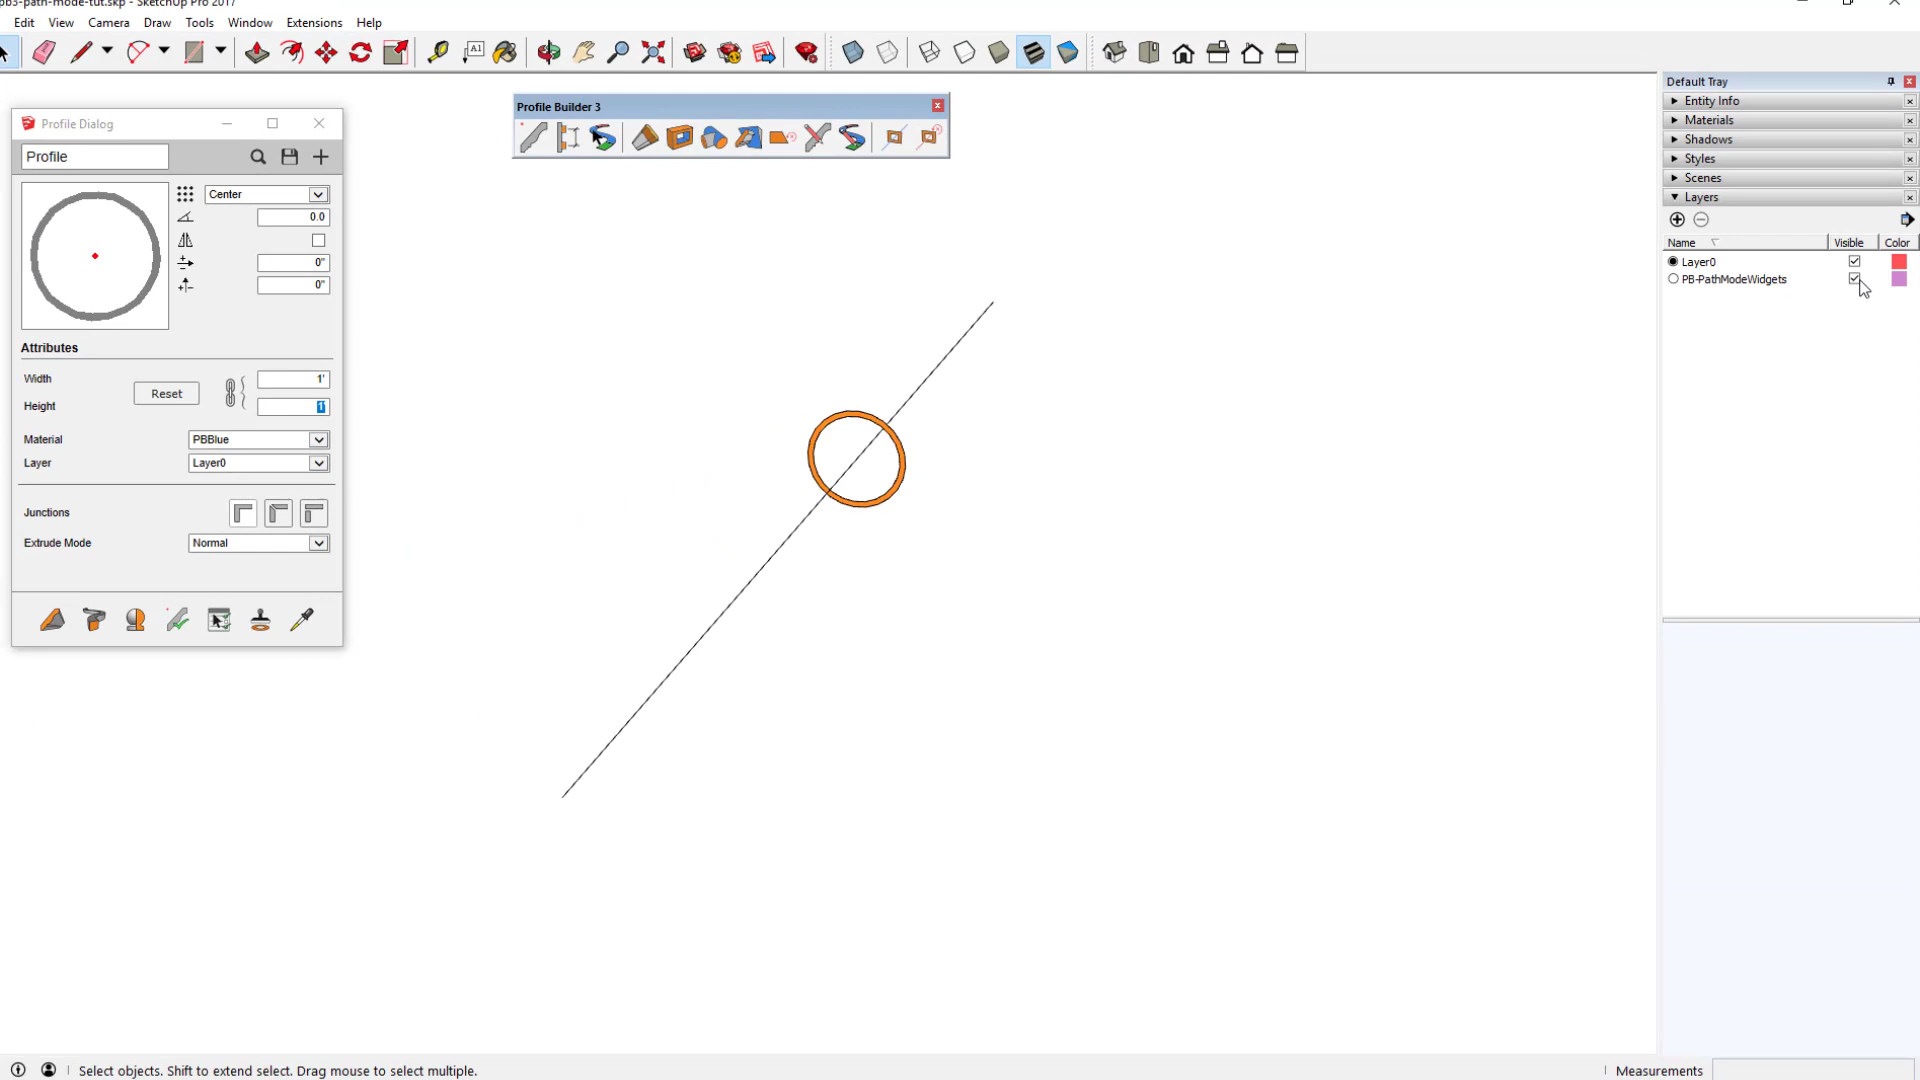 pb3-path-mode-tut.skp - SketchUp Pro 2017
Edit View Camera Draw Tools Window Extensions Help
A1
Profile Builder 3
Default Tray
Entity Info
Materials
Shadows
Styles
Scenes
Layers
Name Visible Color
Layer0
PB-PathModeWidgets
Profile Dialog
Profile
Center
0.0
0"
0"
Attributes
Width 1'
Reset
Height 1'
Material PBBlue
Layer Layer0
Junctions
Extrude Mode Normal
Select objects. Shift to extend select. Drag mouse to select multiple.
Measurements